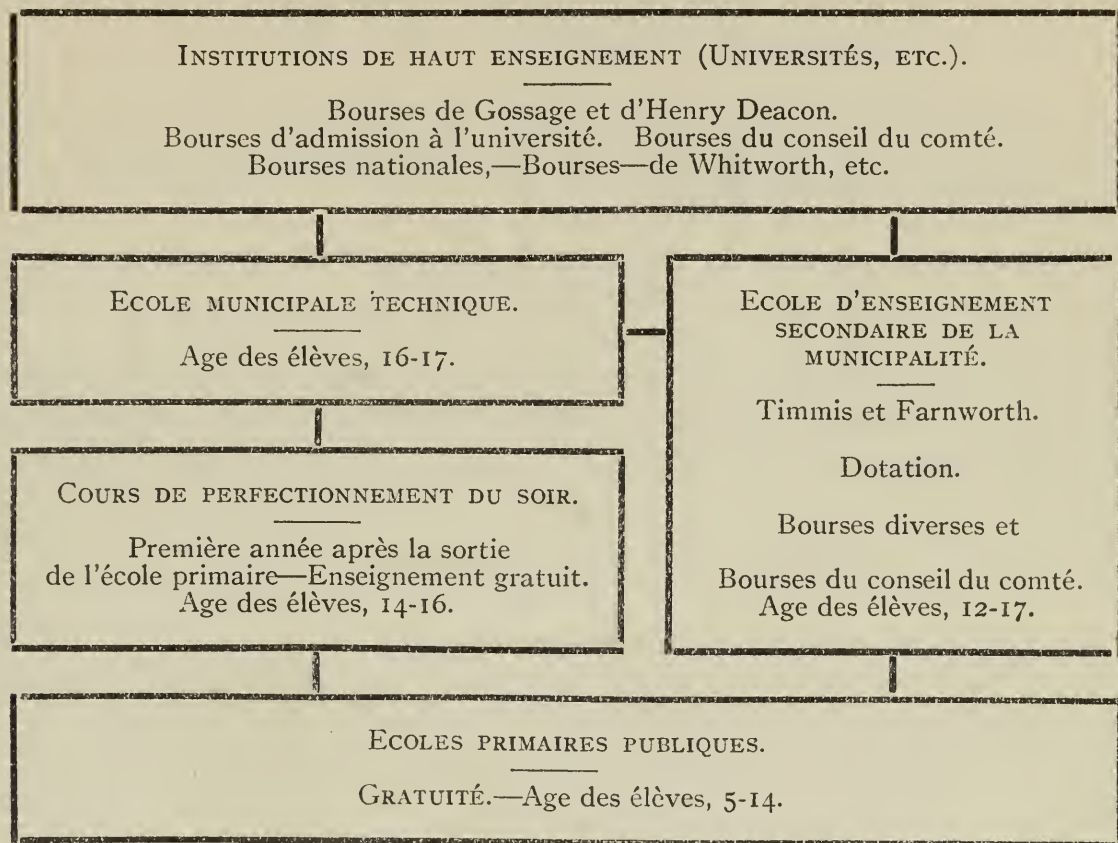 INSTITUTIONS DE HAUT ENSEIGNEMENT (UNIVERSITÉS, ETC.).
Bourses de Gossage et d'Henry Deacon.
Bourses d'admission à l'université. Bourses du conseil du comté.
Bourses nationales,—Bourses—de Whitworth, etc.
ECOLE MUNICIPALE TECHNIQUE.
Age des élèves, 16-17.
COURS DE PERFECTIONNEMENT DU SOIR.
Première année après la sortie
de l'école primaire—Enseignement gratuit.
Age des élèves, 14-16.
ECOLE D'ENSEIGNEMENT
SECONDAIRE DE LA
MUNICIPALITÉ.
Timmis et Farnworth.
Dotation.
Bourses diverses et
Bourses du conseil du comté.
Age des élèves, 12-17.
ECOLES PRIMAIRES PUBLIQUES.
GRATUITÉ.—Age des élèves, 5-14.